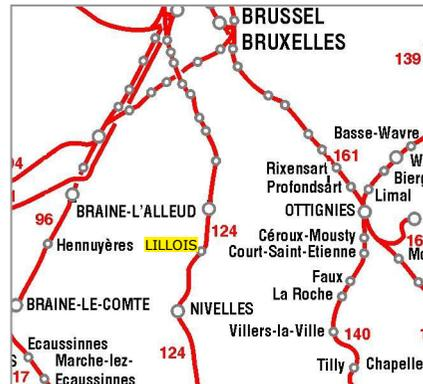 BRUSSEL
BRUXELLES
139
Basse-Wavre
161
Rixensart
Profondsart
Limal
96
BRAINE-L'ALLEUD
OTTIGNIES
124
Hennuyères
LILLOIS
Céroux-Mousty
Court-Saint-Etienne
Faux
La Roche
BRAINE-LE-COMTE
NIVELLES
Villers-la-Ville
140
Ecaussinnes
124
Marche-lez-
Tilly
Chapelle
17
Ecaussinnes